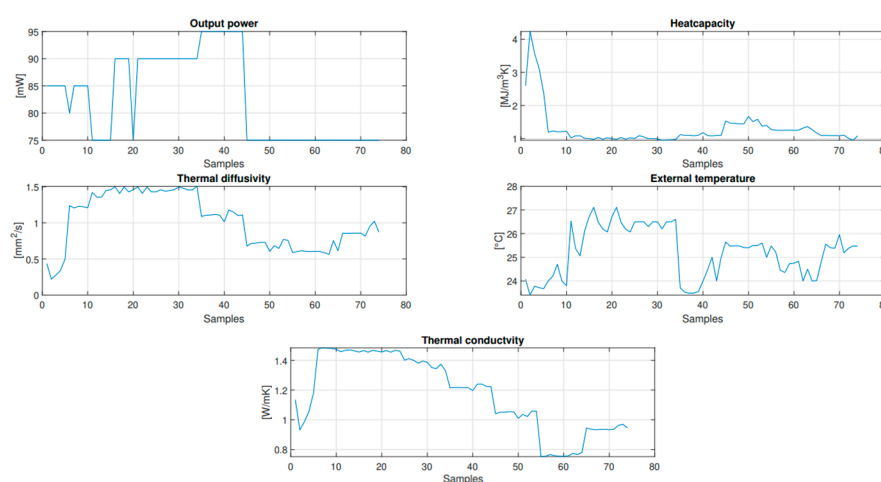 Output power
95
90
85
80
75
[mW]
0 10 20 30 40 50 60 70 80
Samples
Heatcapacity
4
3
2
1
[MJ/m³K]
0 10 20 30 40 50 60 70
Samples
Thermal diffusivity
1.5
1
0.5
0
[mm²/s]
0 10 20 30 40 50 60 70 80
Samples
External temperature
28
27
26
25
24
[°C]
0 10 20 30 40 50 60 70
Samples
Thermal conductvity
1.4
1.2
1
0.8
[W/mK]
0 10 20 30 40 50 60 70 80
Samples